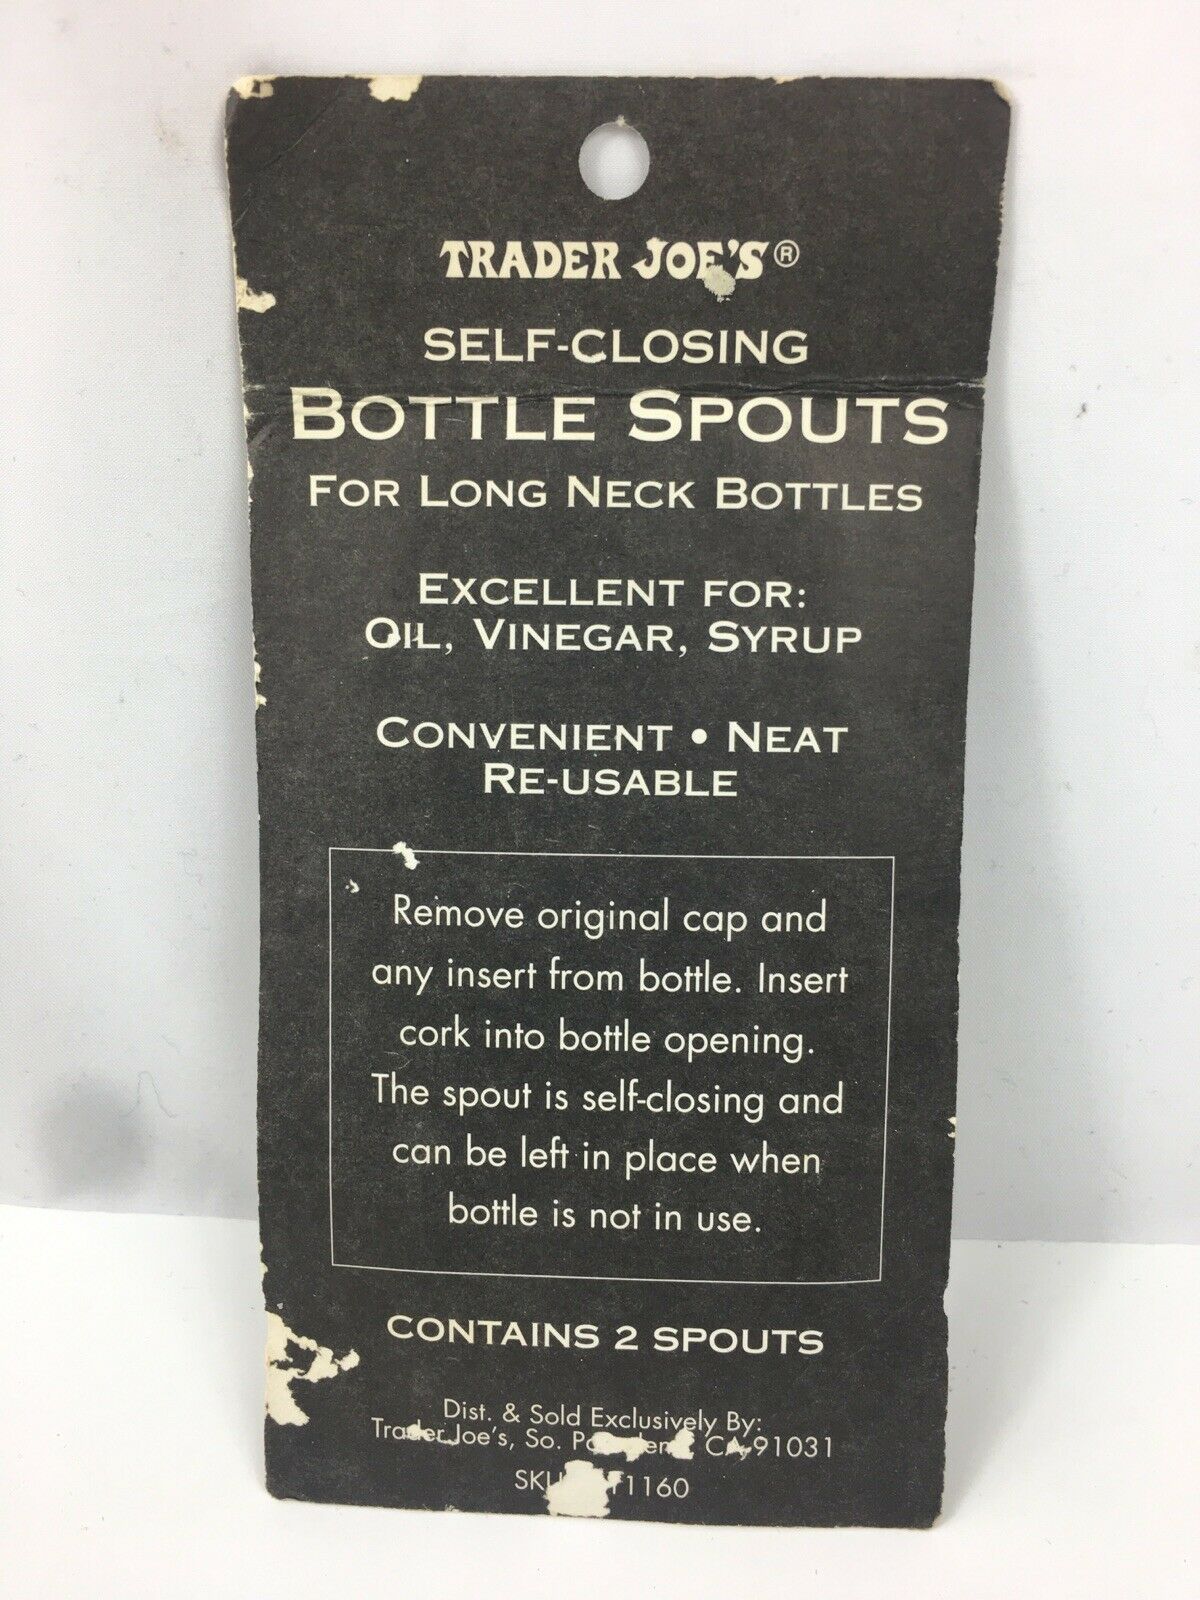 TRADER JOE'S®
SELF-CLOSING
BOTTLE SPOUTS
FOR LONG NECK BOTTLES
EXCELLENT FOR:
OIL, VINEGAR, SYRUP
CONVENIENT • NEAT
RE-USABLE
Remove original cap and
any insert from bottle. Insert
cork into bottle opening.
The spout is self-closing and
can be left in place when
bottle is not in use.
CONTAINS 2 SPOUTS
Dist. & Sold Exclusively By:
Trader Joe's, So. CA 91031